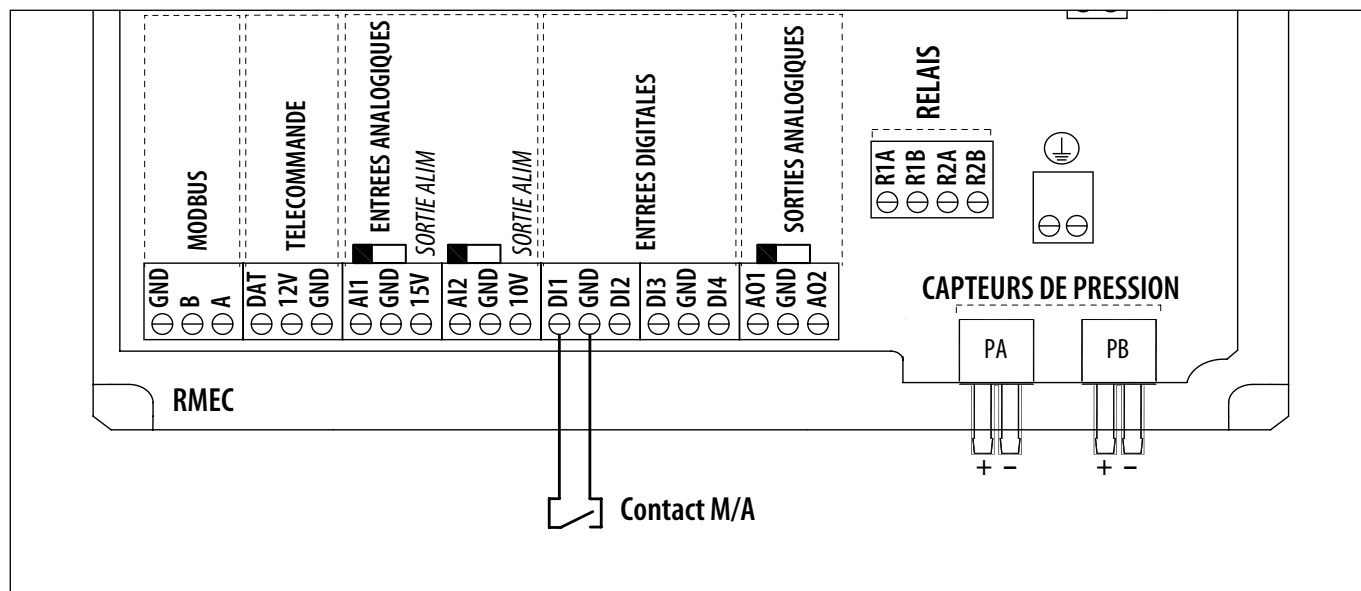 MODBUS
TELECOMMANDE
ENTREES ANALOGIQUES
SORTIE ALIM
SORTIE ALIM
ENTREES DIGITALES
SORTIES ANALOGIQUES
RELAIS
R1A
R1B
R2A
R2B
GND
B
A
DAT
12V
GND
AI1
GND
15V
AI2
GND
10V
DI1
GND
DI2
DI3
GND
DI4
AO1
GND
AO2
CAPTEURS DE PRESSION
PA
PB
RMEC
+ −
+ −
Contact M/A